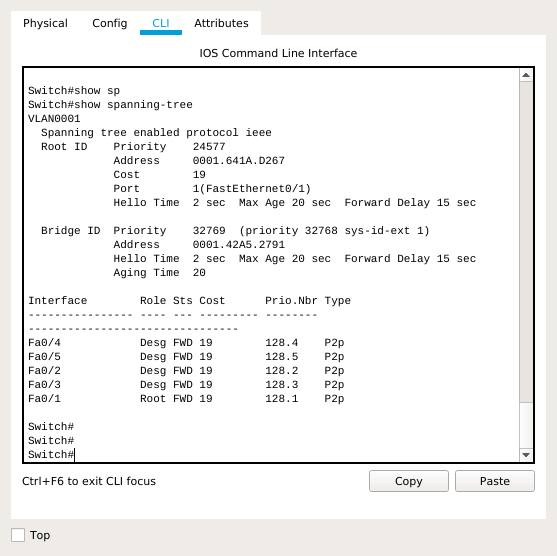 Physical Config CLI Attributes
IOS Command Line Interface
Switch#show sp
Switch#show spanning-tree
VLAN0001
  Spanning tree enabled protocol ieee
  Root ID    Priority    24577
             Address     0001.641A.D267
             Cost        19
             Port        1(FastEthernet0/1)
             Hello Time  2 sec  Max Age 20 sec  Forward Delay 15 sec
  Bridge ID  Priority    32769  (priority 32768 sys-id-ext 1)
             Address     0001.42A5.2791
             Hello Time  2 sec  Max Age 20 sec  Forward Delay 15 sec
             Aging Time  20
Interface        Role Sts Cost      Prio.Nbr Type
---------------- ---- --- --------- --------
--------------------------------
Fa0/4            Desg FWD 19        128.4    P2p
Fa0/5            Desg FWD 19        128.5    P2p
Fa0/2            Desg FWD 19        128.2    P2p
Fa0/3            Desg FWD 19        128.3    P2p
Fa0/1            Root FWD 19        128.1    P2p
Switch#
Switch#
Switch#
Ctrl+F6 to exit CLI focus Copy Paste
Top